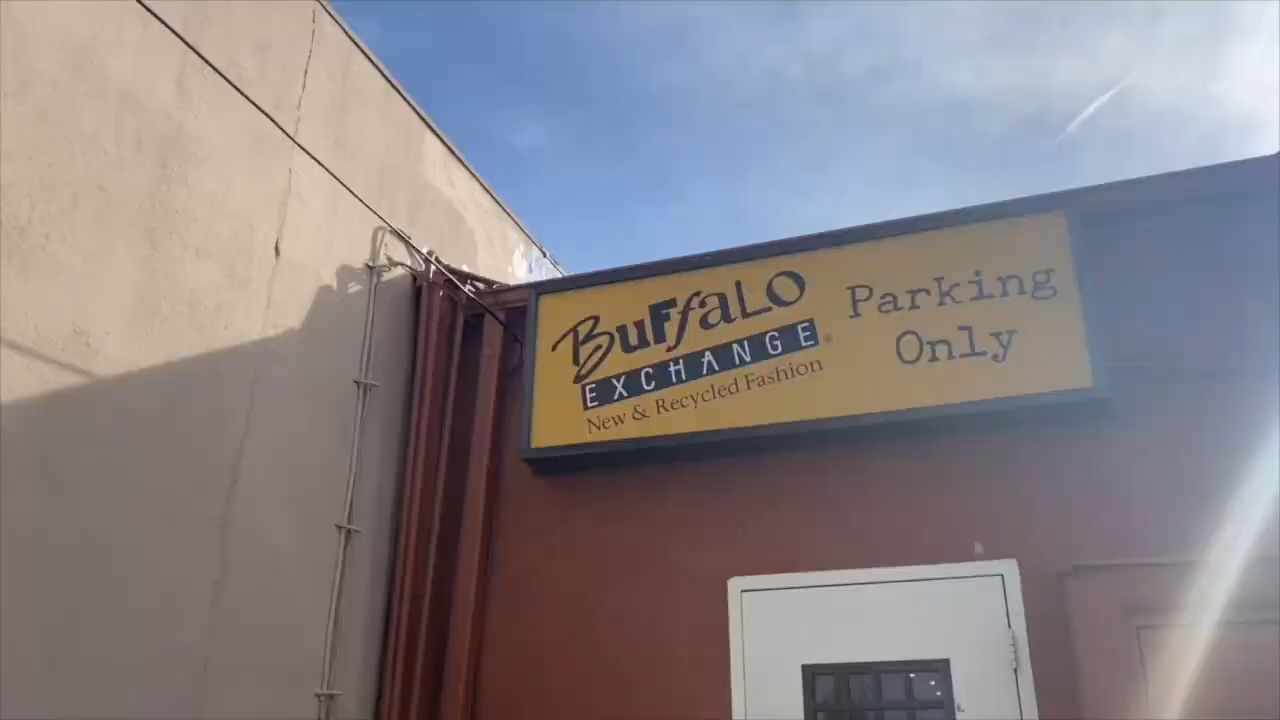 BuffaLO
EXCHANGE®
New & Recycled Fashion
Parking
Only